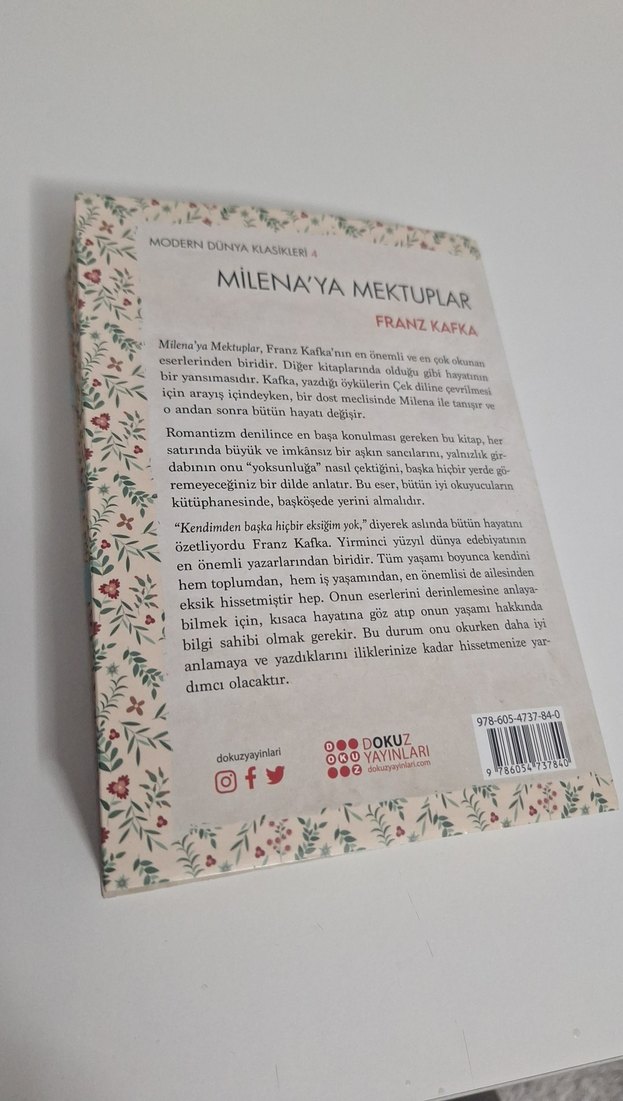 MODERN DÜNYA KLASİKLERİ 4
MİLENA'YA MEKTUPLAR
FRANZ KAFKA
Milena'ya Mektuplar, Franz Kafka'nın en önemli ve en çok okunan
eserlerinden biridir. Diğer kitaplarında olduğu gibi hayatının
bir yansımasıdır. Kafka, yazdığı öykülerin Çek diline çevrilmesi
için arayış içindeyken, bir dost meclisinde Milena ile tanışır ve
o andan sonra bütün hayatı değişir.
Romantizm denilince en başa konulması gereken bu kitap, her
satırında büyük ve imkânsız bir aşkın sancılarını, yalnızlık gir-
dabının onu "yoksunluğa" nasıl çektiğini, başka hiçbir yerde gö-
remeyeceğiniz bir dilde anlatır. Bu eser, bütün iyi okuyucuların
kütüphanesinde, başköşede yerini almalıdır.
"Kendimden başka hiçbir eksiğim yok," diyerek aslında bütün hayatını
özetliyordu Franz Kafka. Yirminci yüzyıl dünya edebiyatının
en önemli yazarlarından biridir. Tüm yaşamı boyunca kendini
hem toplumdan, hem iş yaşamından, en önemlisi de ailesinden
eksik hissetmiştir hep. Onun eserlerini derinlemesine anlaya-
bilmek için, kısaca hayatına göz atıp onun yaşamı hakkında
bilgi sahibi olmak gerekir. Bu durum onu okurken daha iyi
anlamaya ve yazdıklarını iliklerinize kadar hissetmenize yar-
dımcı olacaktır.
dokuzyayinlari
DOKUZ
DOKUZ
YAYINLARI
dokuzyayinlari.com
978-605-4737-84-0
9 786054 737840